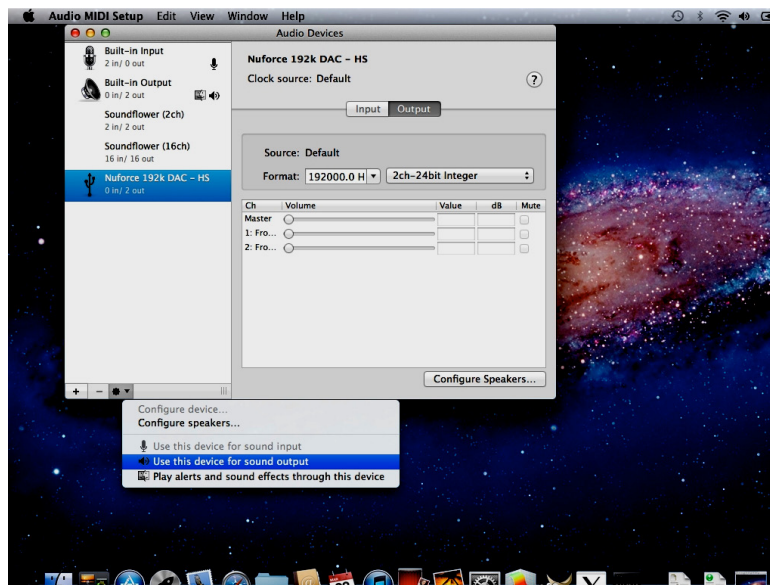 Audio MIDI Setup Edit View Window Help
Audio Devices
Built-in Input
2 in/ 0 out
Built-in Output
0 in/ 2 out
Soundflower (2ch)
2 in/ 2 out
Soundflower (16ch)
16 in/ 16 out
Nuforce 192k DAC – HS
0 in/ 2 out
Nuforce 192k DAC – HS
Clock source: Default
?
Input Output
Source: Default
Format: 192000.0 H 2ch-24bit Integer
Ch Volume Value dB Mute
Master
1: Fro...
2: Fro...
Configure Speakers...
+ –
Configure device...
Configure speakers...
Use this device for sound input
Use this device for sound output
Play alerts and sound effects through this device